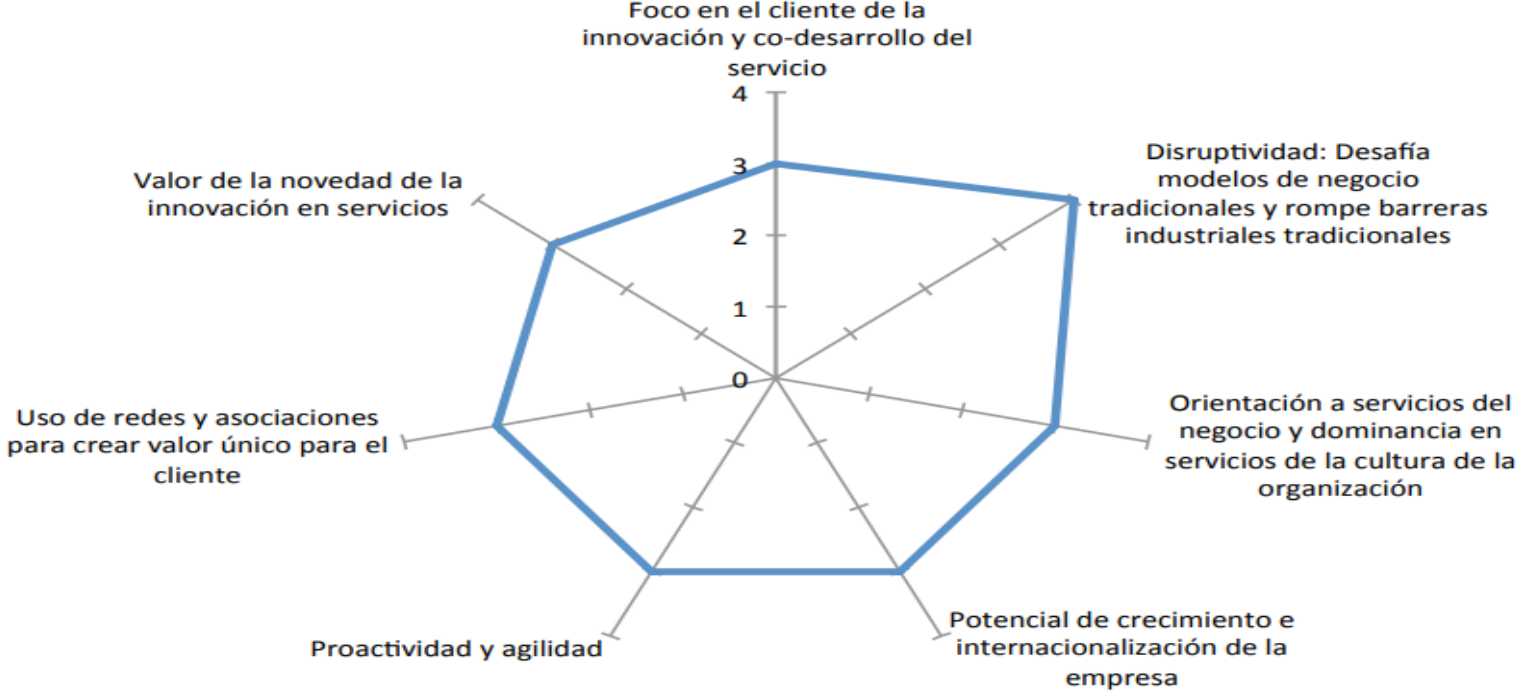 Foco en el cliente de la
innovación y co-desarrollo del
servicio
4
3
2
1
0
Disruptividad: Desafía
modelos de negocio
tradicionales y rompe barreras
industriales tradicionales
Orientación a servicios del
negocio y dominancia en
servicios de la cultura de la
organización
Potencial de crecimiento e
internacionalización de la
empresa
Proactividad y agilidad
Uso de redes y asociaciones
para crear valor único para el
cliente
Valor de la novedad de la
innovación en servicios